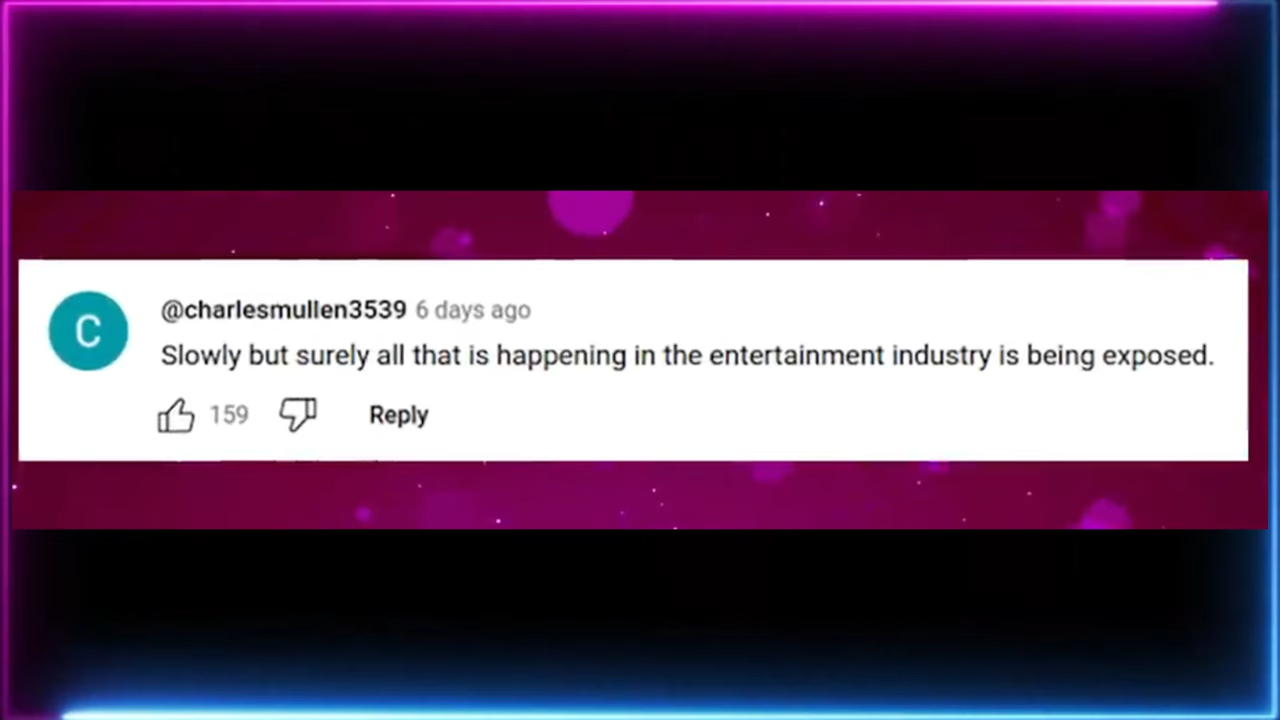 C
@charlesmullen3539 6 days ago
Slowly but surely all that is happening in the entertainment industry is being exposed.
159 Reply